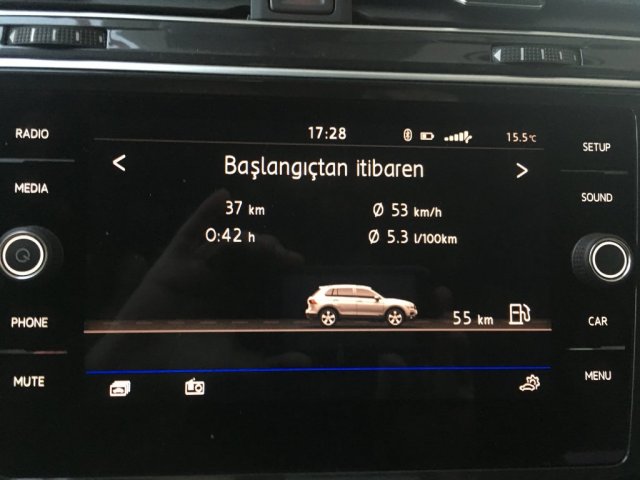 17:28 15.5°C
RADIO
SETUP
Başlangıçtan itibaren
MEDIA
SOUND
37 km Ø 53 km/h
0:42 h Ø 5.3 l/100km
55 km
PHONE
CAR
MUTE
MENU